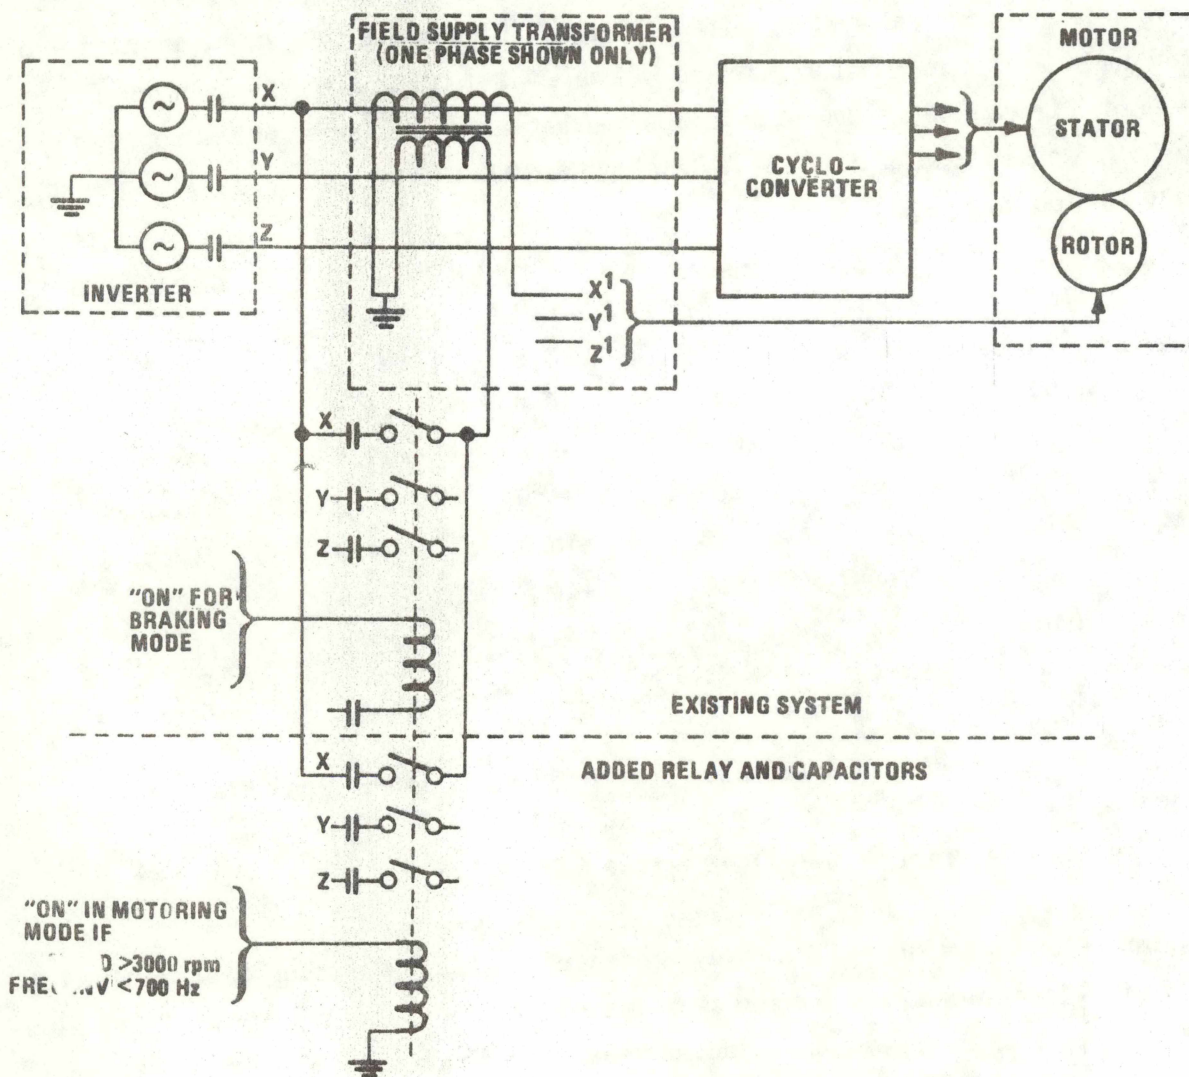 FIELD SUPPLY TRANSFORMER
(ONE PHASE SHOWN ONLY)
MOTOR
X
STATOR
Y
CYCLO-
CONVERTER
Z
ROTOR
INVERTER
X¹
Y¹
Z¹
X
Y
Z
"ON" FOR
BRAKING
MODE
EXISTING SYSTEM
ADDED RELAY AND CAPACITORS
X
Y
Z
"ON" IN MOTORING
MODE IF
>3000 rpm
<700 Hz